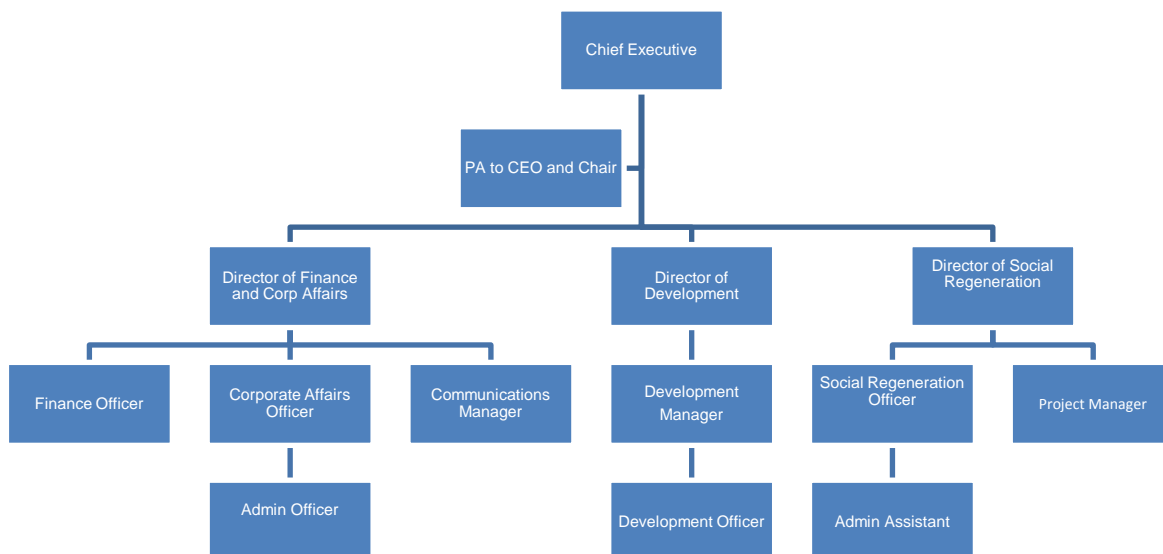 Chief Executive
PA to CEO and Chair
Director of Finance
and Corp Affairs
Director of
Development
Director of Social
Regeneration
Finance Officer
Corporate Affairs
Officer
Communications
Manager
Development
Manager
Social Regeneration
Officer
Project Manager
Admin Officer
Development Officer
Admin Assistant